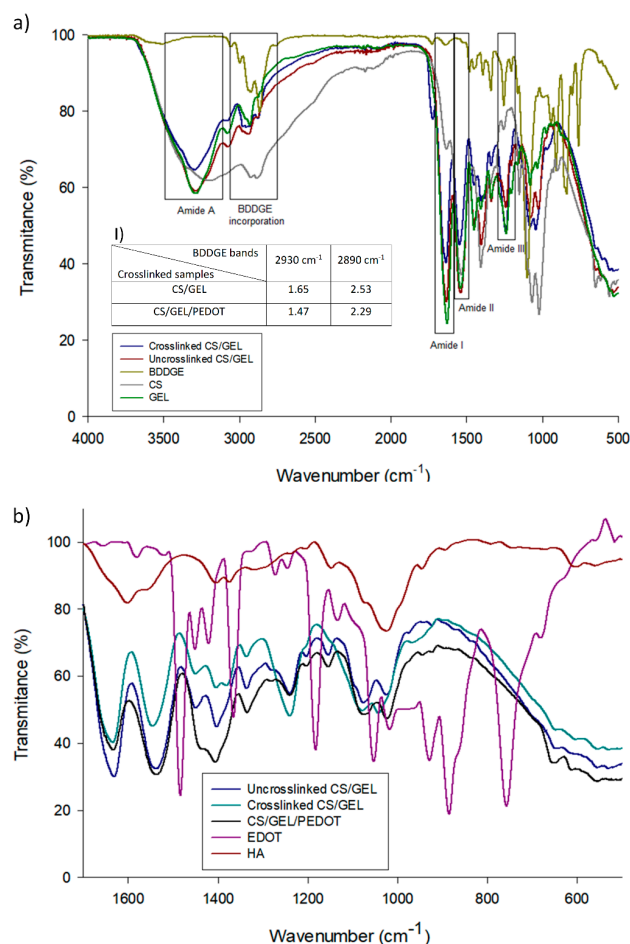 a)
Transmitance (%)
100
80
60
40
20
0
Amide A
BDDGE
incorporation
Amide III
Amide II
Amide I
I)
BDDGE bands
2930 cm⁻¹
2890 cm⁻¹
Crosslinked samples
CS/GEL
1.65
2.53
CS/GEL/PEDOT
1.47
2.29
Crosslinked CS/GEL
Uncrosslinked CS/GEL
BDDGE
CS
GEL
4000 3500 3000 2500 2000 1500 1000 500
Wavenumber (cm⁻¹)
b)
Transmitance (%)
100
80
60
40
20
0
Uncrosslinked CS/GEL
Crosslinked CS/GEL
CS/GEL/PEDOT
EDOT
HA
1600 1400 1200 1000 800 600
Wavenumber (cm⁻¹)